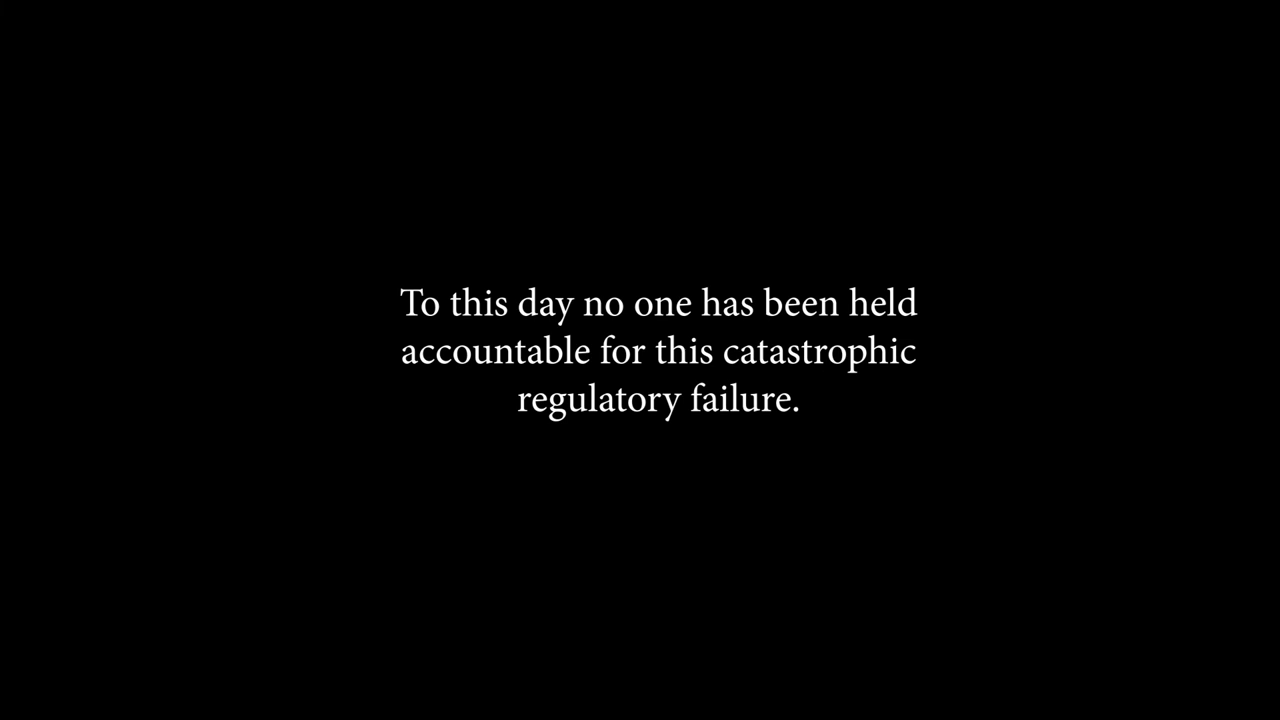 To this day no one has been held
accountable for this catastrophic
regulatory failure.